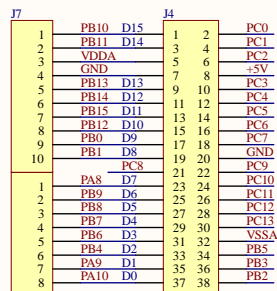 J7 J4
1 PB10 D15 1 2 PC0
2 PB11 D14 3 4 PC1
3 VDDA 5 6 PC2
4 GND 7 8 +5V
5 PB13 D13 9 10 PC3
6 PB14 D12 11 12 PC4
7 PB15 D11 13 14 PC5
8 PB12 D10 15 16 PC6
9 PB0 D9 17 18 PC7
10 PB1 D8 19 20 GND
PC8 21 22 PC9
1 PA8 D7 23 24 PC10
2 PB9 D6 25 26 PC11
3 PB8 D5 27 28 PC12
4 PB7 D4 29 30 PC13
5 PB6 D3 31 32 VSSA
6 PB4 D2 33 34 PB5
7 PA9 D1 35 36 PB3
8 PA10 D0 37 38 PB2